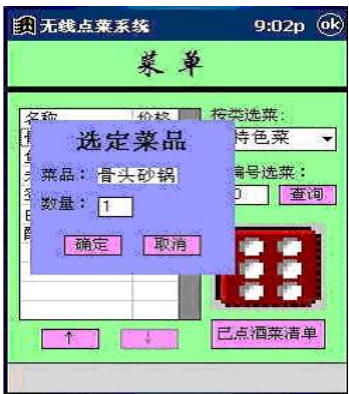 无线点菜系统 9:02p ok
菜单
名称 价格 按类选菜:
选定菜品
特色菜
菜品: 骨头砂锅
编号选菜:
数量: 1
0 查询
确定 取消
↑ ↓ 已点酒菜清单